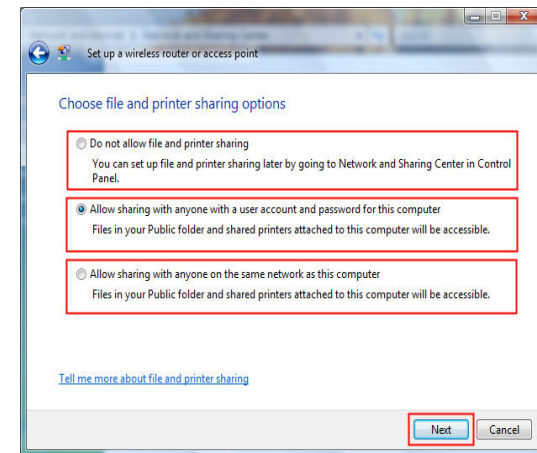 Set up a wireless router or access point
Choose file and printer sharing options
Do not allow file and printer sharing
You can set up file and printer sharing later by going to Network and Sharing Center in Control
Panel.
Allow sharing with anyone with a user account and password for this computer
Files in your Public folder and shared printers attached to this computer will be accessible.
Allow sharing with anyone on the same network as this computer
Files in your Public folder and shared printers attached to this computer will be accessible.
Tell me more about file and printer sharing
Next Cancel